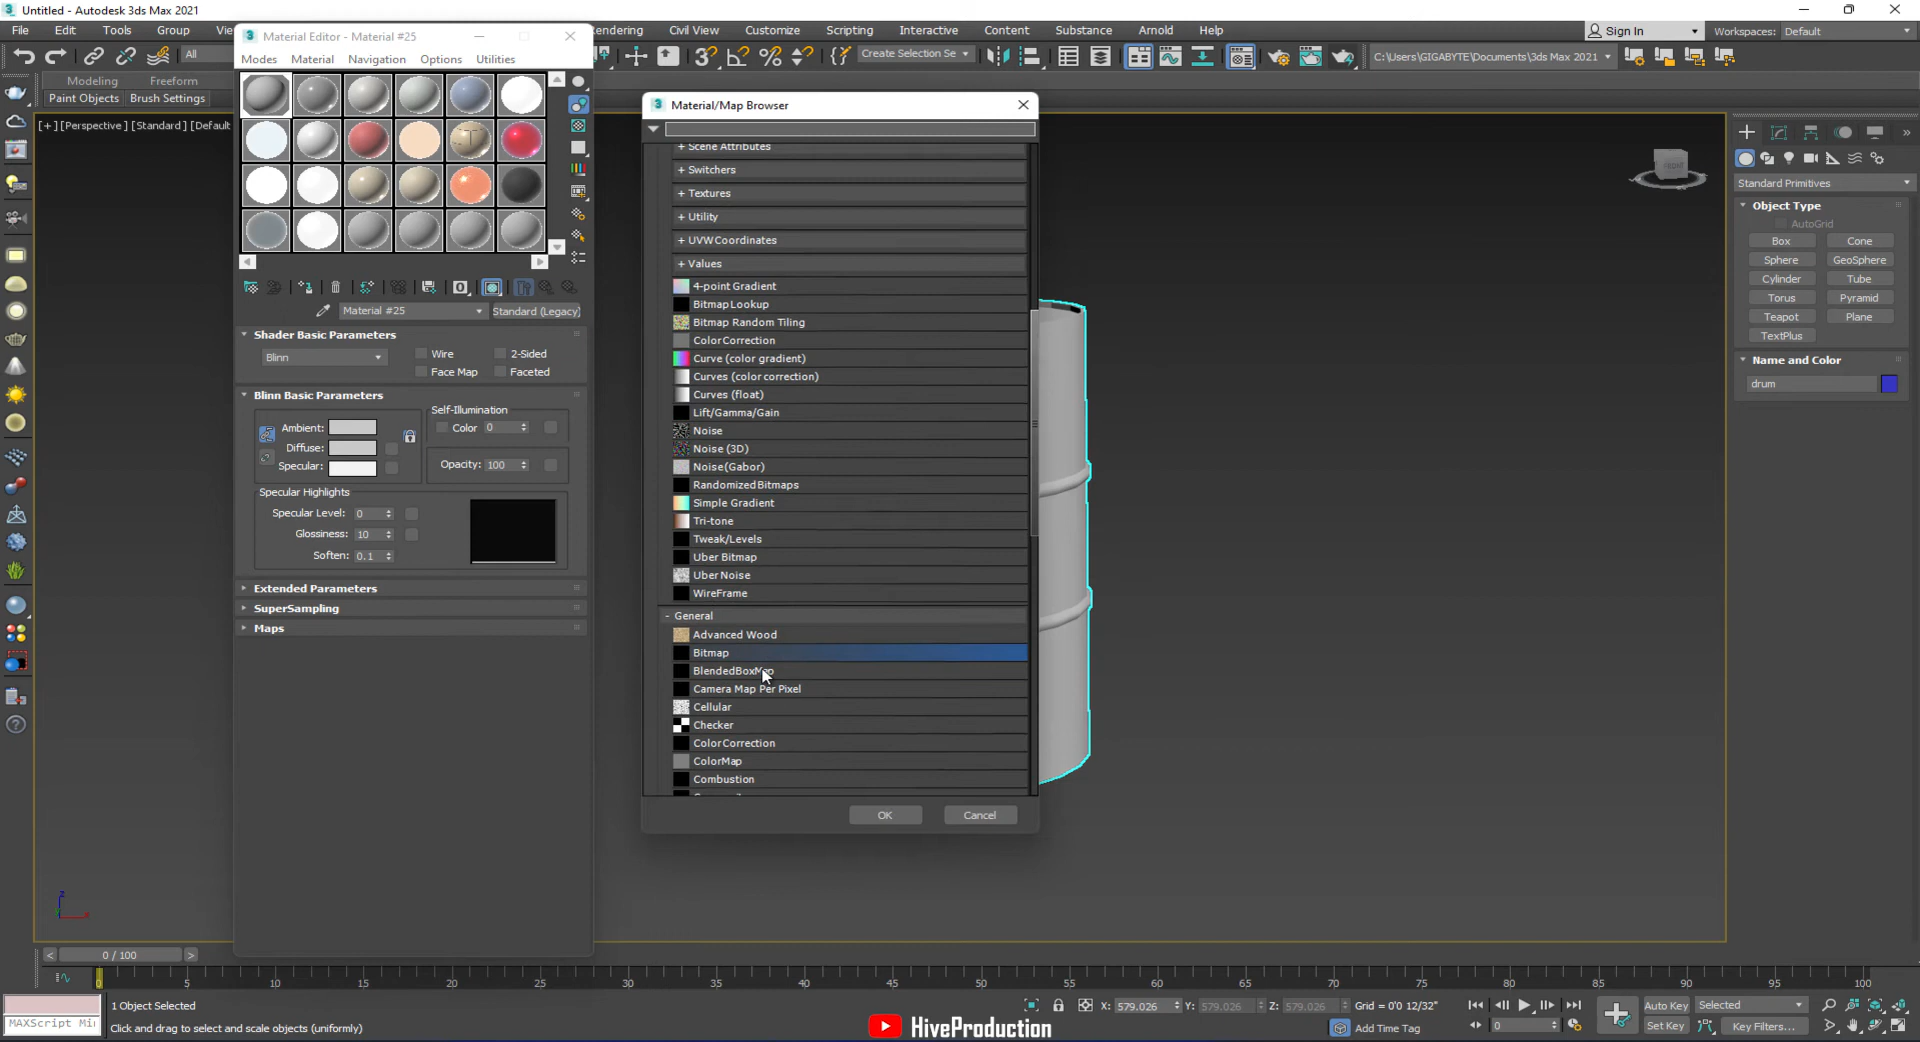 Untitled - Autodesk 3ds Max 2021
File Edit Tools Group
Material Editor - Material #25
endering Civil View Customize Scripting Interactive Content Substance Arnold Help
Sign In Workspaces: Default
All
Modes Material Navigation Options Utilities
Create Selection Se
C:\Users\GIGABYTE\Documents\3ds Max 2021
Modeling Freeform
Paint Objects Brush Settings
[+] [Perspective] [Standard] [Default
Material/Map Browser
+ Scene Attributes
+ Switchers
+ Textures
+ Utility
+ UVW Coordinates
+ Values
4-point Gradient
Bitmap Lookup
Bitmap Random Tiling
Color Correction
Curve (color gradient)
Curves (color correction)
Curves (float)
Lift/Gamma/Gain
Noise
Noise (3D)
Noise (Gabor)
Randomized Bitmaps
Simple Gradient
Tri-tone
Tweak/Levels
Uber Bitmap
Uber Noise
WireFrame
- General
Advanced Wood
Bitmap
BlendedBoxMap
Camera Map Per Pixel
Cellular
Checker
Color Correction
ColorMap
Combustion
OK Cancel
Material #25 Standard (Legacy)
Shader Basic Parameters
Blinn
Wire 2-Sided
Face Map Faceted
Blinn Basic Parameters
Self-Illumination
Ambient: Color 0
Diffuse:
Specular: Opacity: 100
Specular Highlights
Specular Level: 0
Glossiness: 10
Soften: 0.1
Extended Parameters
SuperSampling
Maps
FRONT
Standard Primitives
Object Type
AutoGrid
Box Cone
Sphere GeoSphere
Cylinder Tube
Torus Pyramid
Teapot Plane
TextPlus
Name and Color
drum
z
x
< 0 / 100 >
0 5 10 15 20 25 30 35 40 45 50 55 60 65 70 75 80 85 90 95 100
1 Object Selected
MAXScript Mi
Click and drag to select and scale objects (uniformly)
X: 579.026 Y: 579.026 Z: 579.026 Grid = 0'0 12/32"
Add Time Tag
0
Auto Key Selected
Set Key Key Filters...
HiveProduction